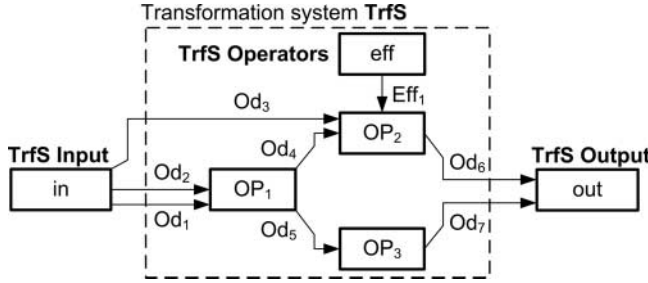 Transformation system TrfS
TrfS Operators
eff
Eff1
Od3
OP2
TrfS Input
Od4
Od6
TrfS Output
in
Od2
OP1
out
Od1
Od5
OP3
Od7